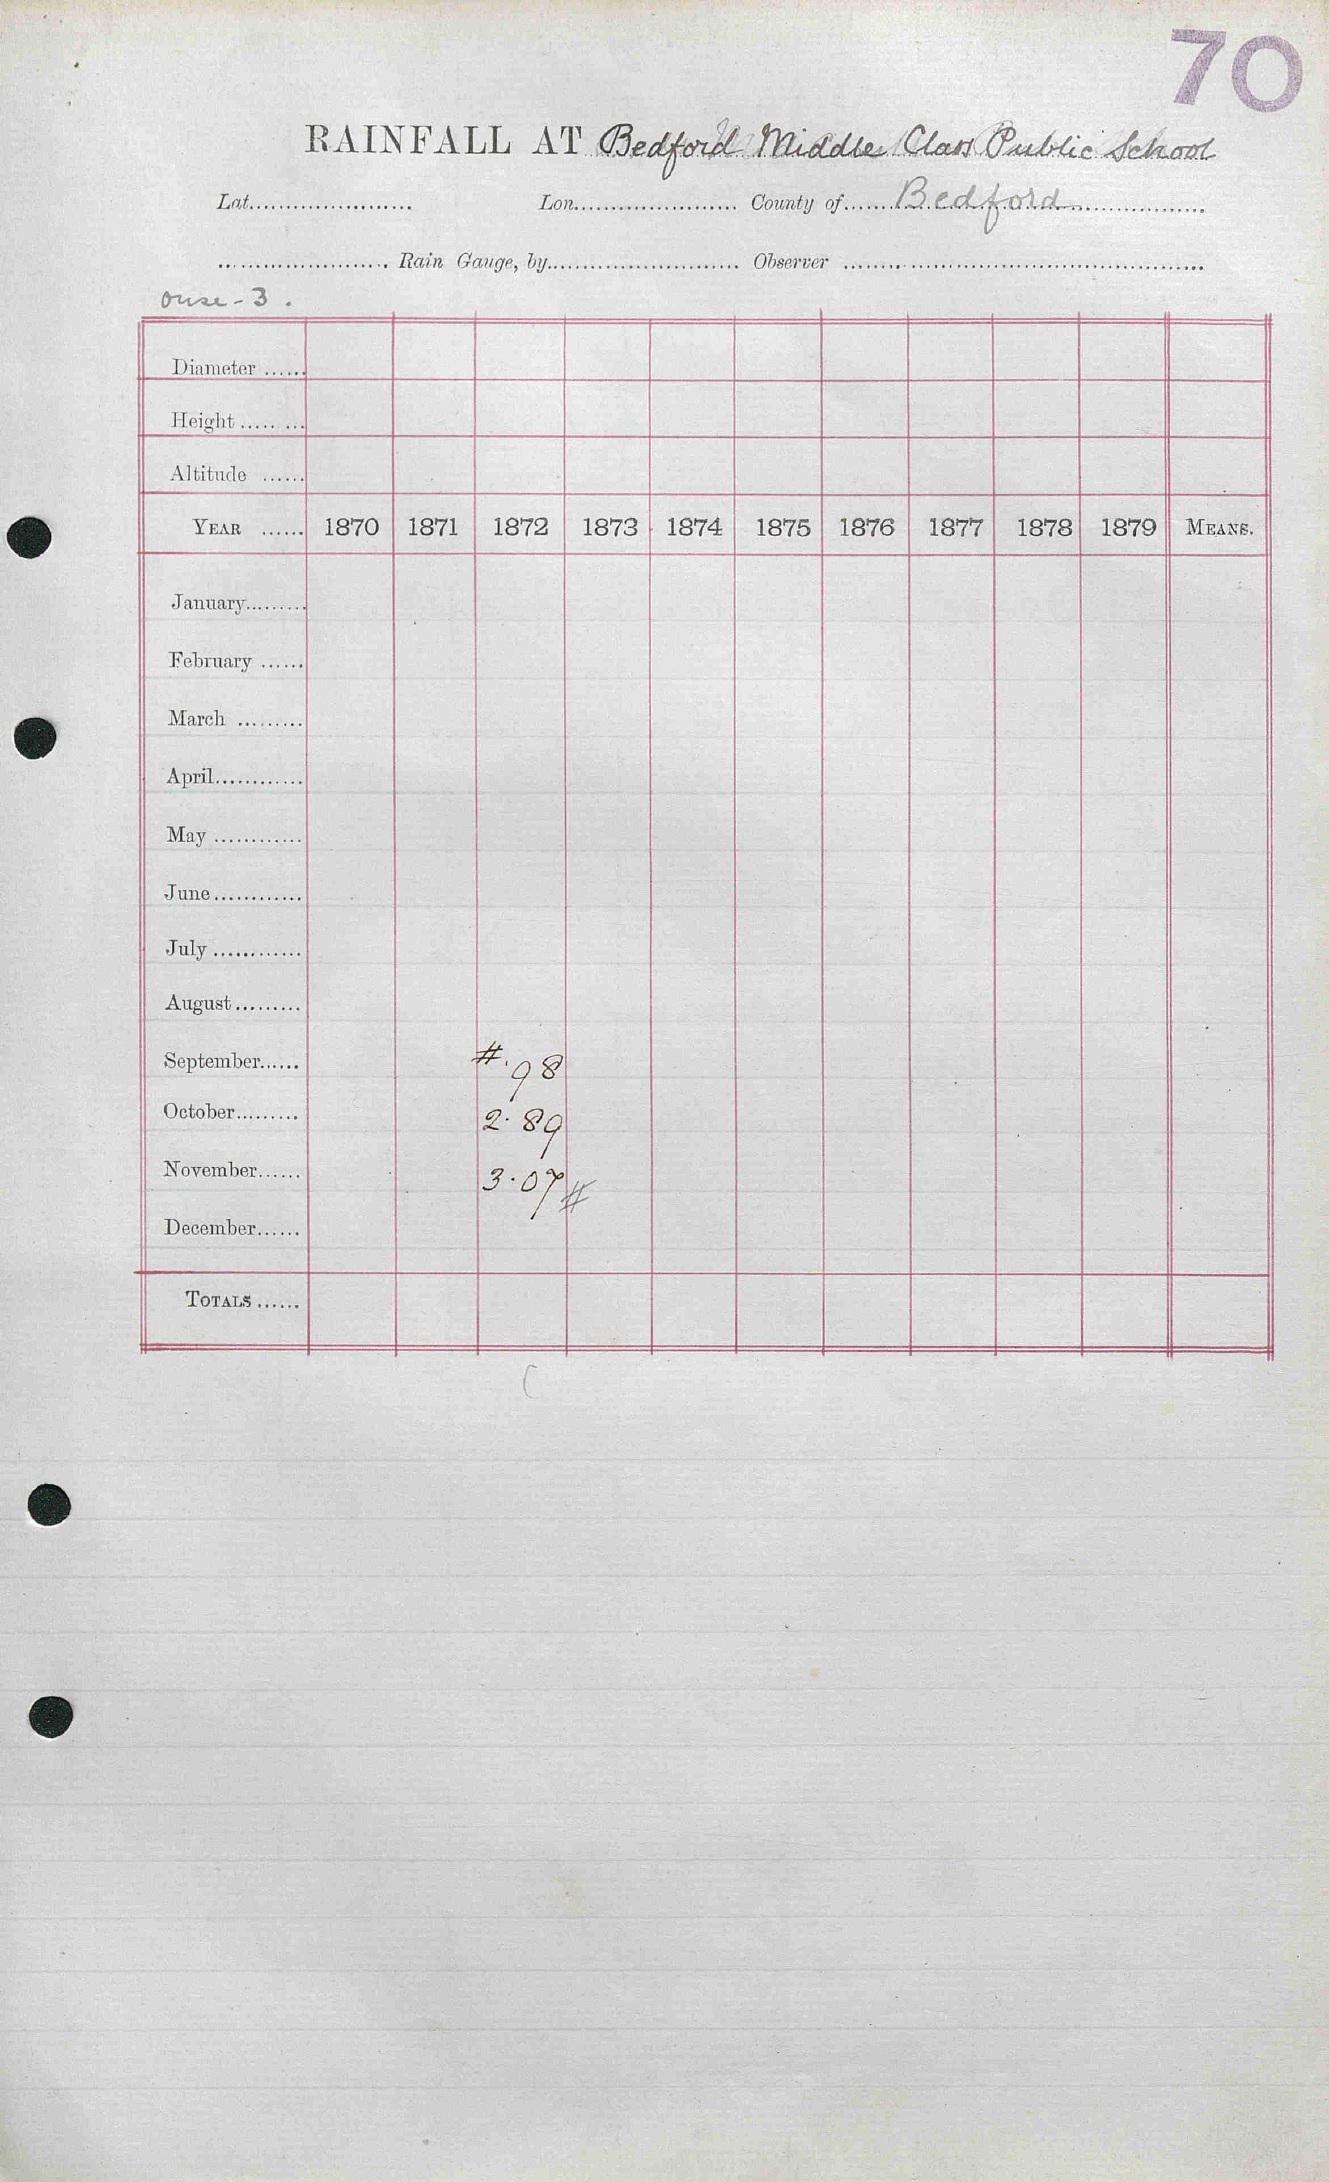 70
RAINFALL AT Bedford Middle Class Public School
Lat...................... Lon...................... County of.......Bedford..................
....................... Rain Gauge, by.......................... Observer ................................................
Ouse - 3 .
Diameter ......
Height ..... ...
Altitude ......
YEAR ...... 1870 1871 1872 1873 1874 1875 1876 1877 1878 1879 MEANS.
January.........
February ......
March .........
April............
May ............
June............
July ............
August.........
September...... #.98
October......... 2.89
November...... 3.07 #
December......
TOTALS ......